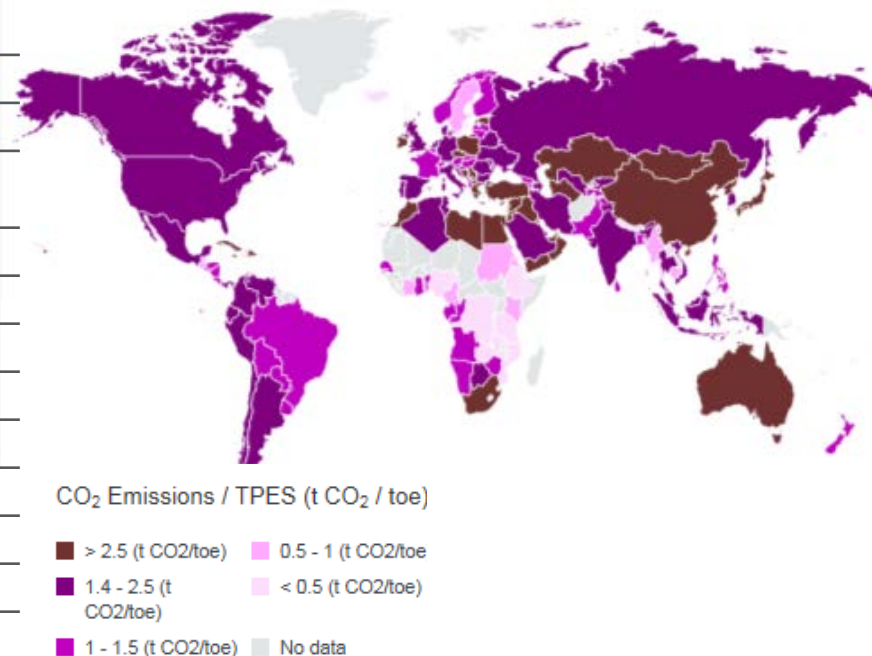 CO₂ Emissions / TPES (t CO₂ / toe)
> 2.5 (t CO2/toe)
0.5 - 1 (t CO2/toe
1.4 - 2.5 (t
CO2/toe)
< 0.5 (t CO2/toe)
1 - 1.5 (t CO2/toe)
No data